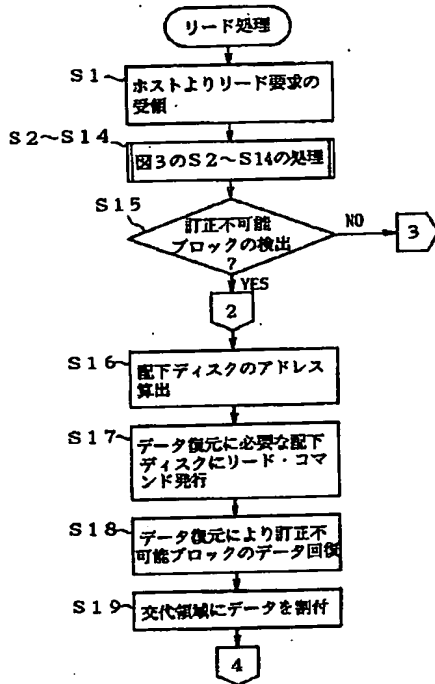 リード処理
S1
ホストよりリード要求の
受領
S2~S14
図3のS2~S14の処理
S15
訂正不可能
ブロックの検出
?
NO
3
YES
2
S16
配下ディスクのアドレス
算出
S17
データ復元に必要な配下
ディスクにリード・コマ
ンド発行
S18
データ復元により訂正不
可能ブロックのデータ回復
S19
交代領域にデータを割付
4